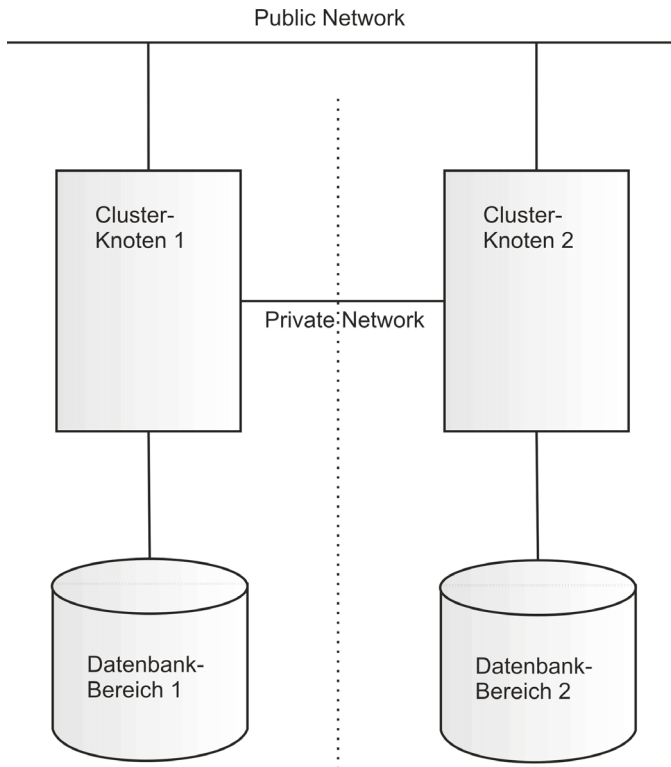 Public Network
Cluster-
Knoten 1
Cluster-
Knoten 2
Private Network
Datenbank-
Bereich 1
Datenbank-
Bereich 2